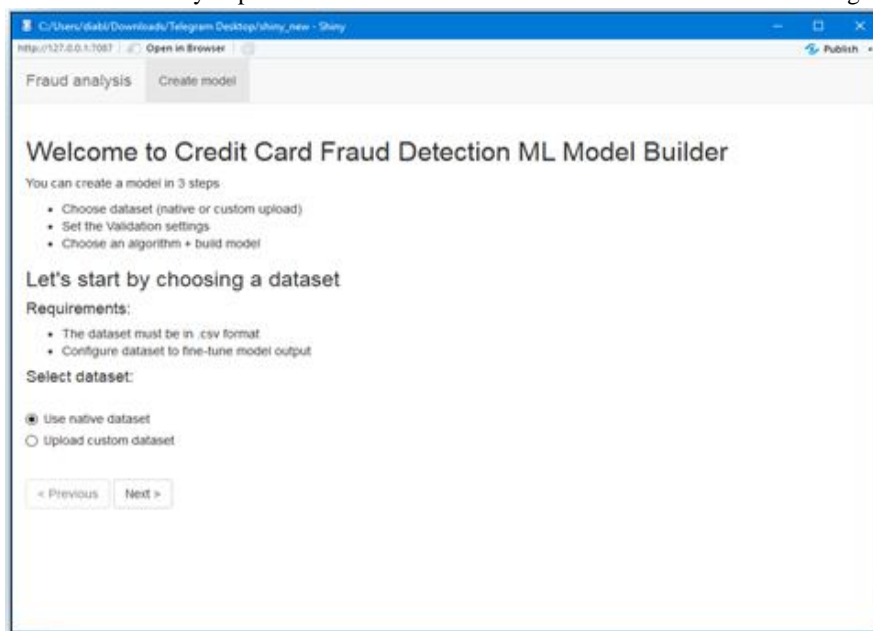 C:/Users/diabl/Downloads/Telegram Desktop/shiny_new - Shiny
http://127.0.0.1:7087 Open in Browser Publish
Fraud analysis Create model
Welcome to Credit Card Fraud Detection ML Model Builder
You can create a model in 3 steps
• Choose dataset (native or custom upload)
• Set the Validation settings
• Choose an algorithm + build model
Let's start by choosing a dataset
Requirements:
• The dataset must be in .csv format
• Configure dataset to fine-tune model output
Select dataset:
Use native dataset
Upload custom dataset
< Previous Next >